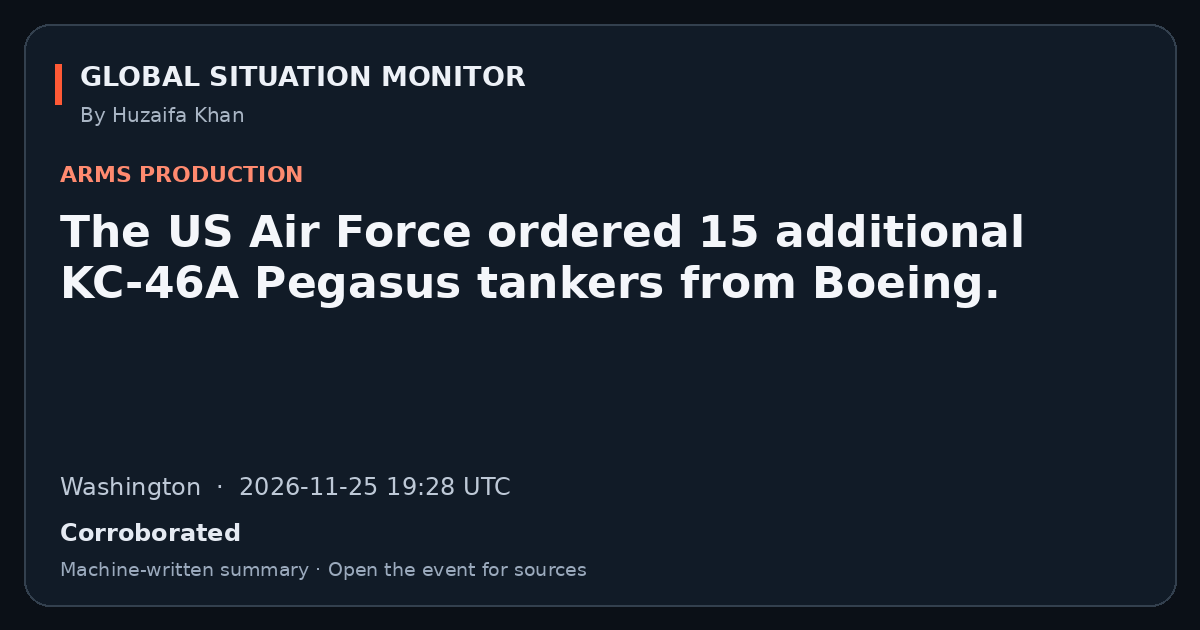 GLOBAL SITUATION MONITOR
By Huzaifa Khan
ARMS PRODUCTION
The US Air Force ordered 15 additional
KC-46A Pegasus tankers from Boeing.
Washington · 2026-11-25 19:28 UTC
Corroborated
Machine-written summary · Open the event for sources